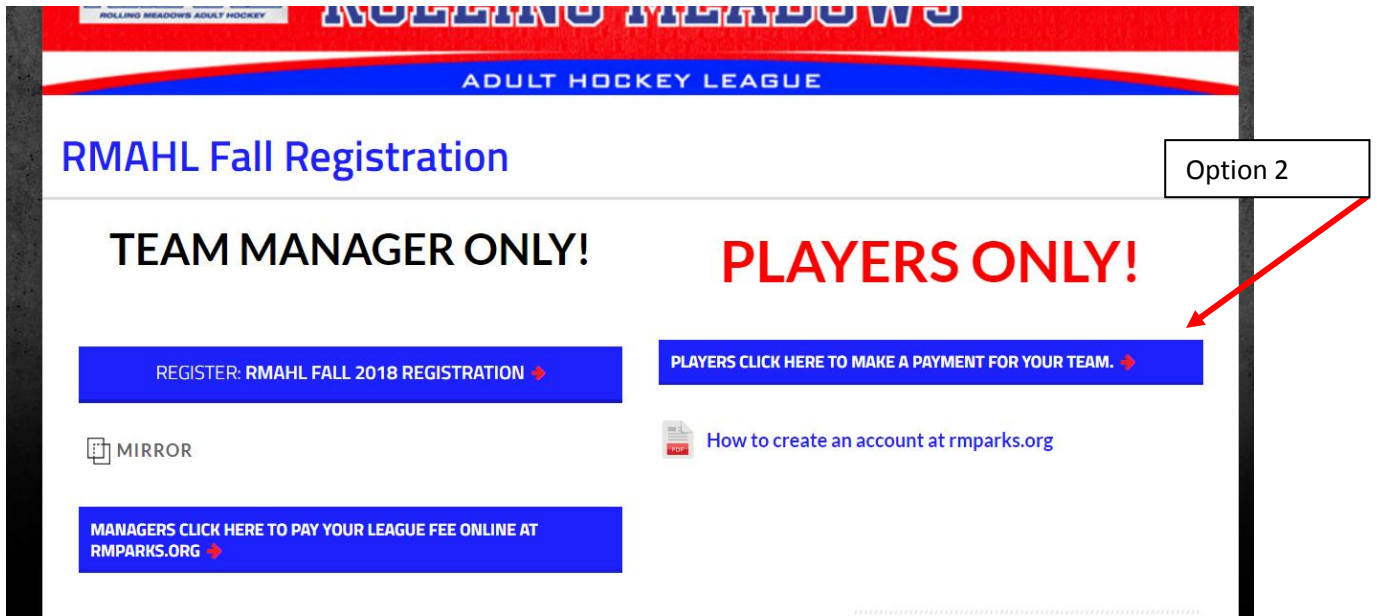 ROLLING MEADOWS ADULT HOCKEY
ROLLING MEADOWS
ADULT HOCKEY LEAGUE
RMAHL Fall Registration
Option 2
TEAM MANAGER ONLY!
PLAYERS ONLY!
REGISTER: RMAHL FALL 2018 REGISTRATION
MIRROR
MANAGERS CLICK HERE TO PAY YOUR LEAGUE FEE ONLINE AT
RMPARKS.ORG
PLAYERS CLICK HERE TO MAKE A PAYMENT FOR YOUR TEAM.
PDF
How to create an account at rmparks.org